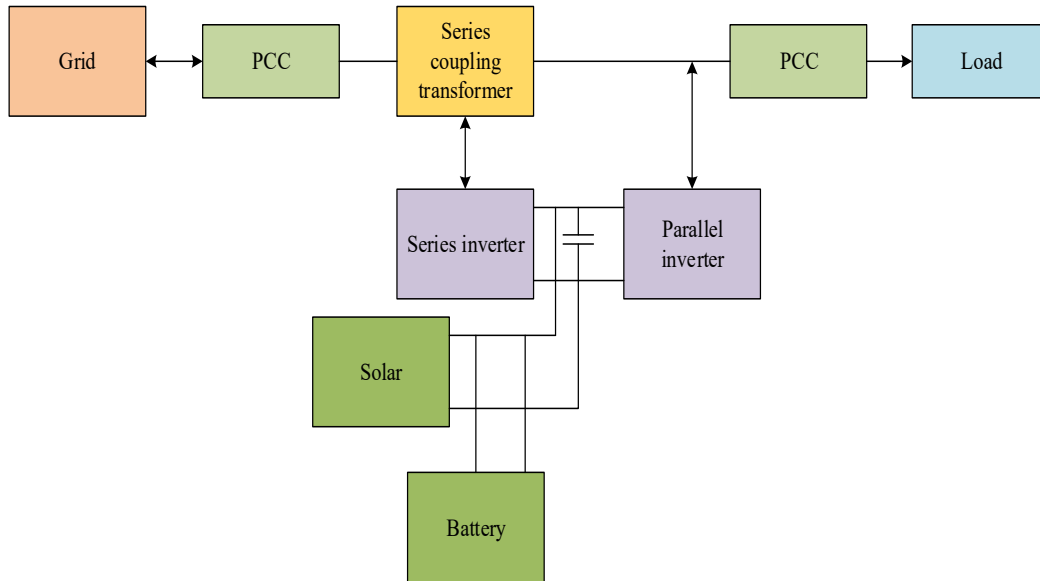 Grid
PCC
Series
coupling
transformer
PCC
Load
Series inverter
Parallel
inverter
Solar
Battery